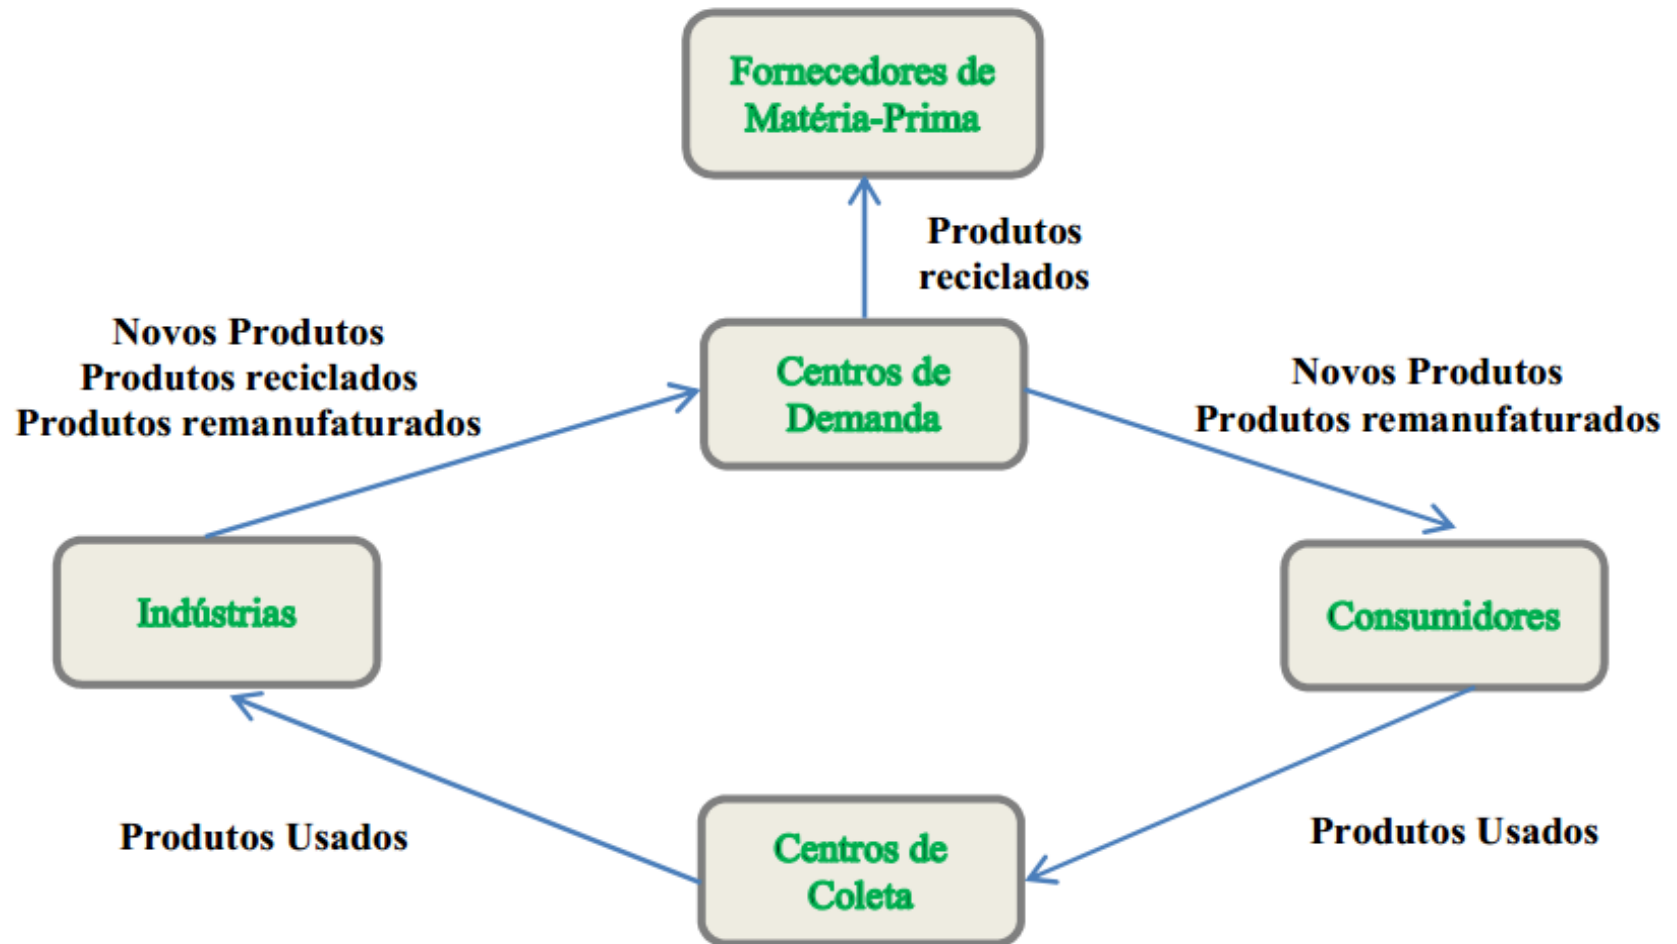 Fornecedores de
Matéria-Prima
Produtos
reciclados
Novos Produtos
Produtos reciclados
Produtos remanufaturados
Centros de
Demanda
Novos Produtos
Produtos remanufaturados
Indústrias
Consumidores
Produtos Usados
Centros de
Coleta
Produtos Usados